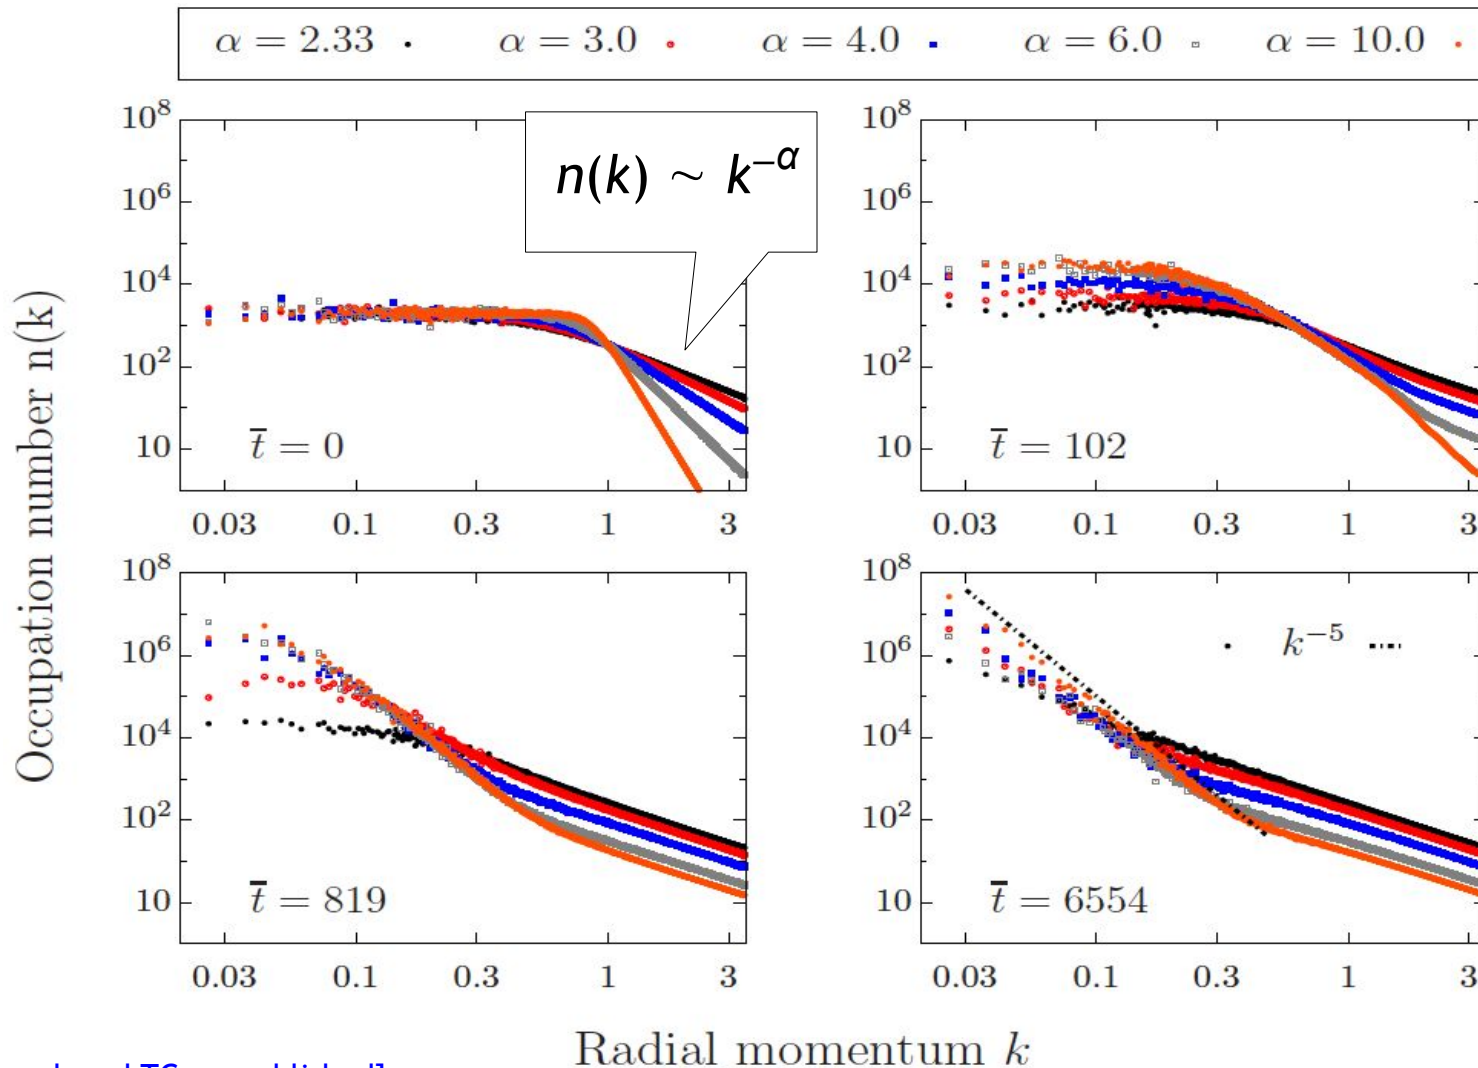 α = 2.33 α = 3.0 α = 4.0 α = 6.0 α = 10.0
n(k) ~ k^{−α}
Occupation number n(k)
10^8
10^6
10^4
10^2
10
t̅ = 0
0.03 0.1 0.3 1 3
10^8
10^6
10^4
10^2
10
t̅ = 102
0.03 0.1 0.3 1 3
10^8
10^6
10^4
10^2
10
t̅ = 819
0.03 0.1 0.3 1 3
10^8
k^{−5}
10^6
10^4
10^2
10
t̅ = 6554
0.03 0.1 0.3 1 3
Radial momentum k